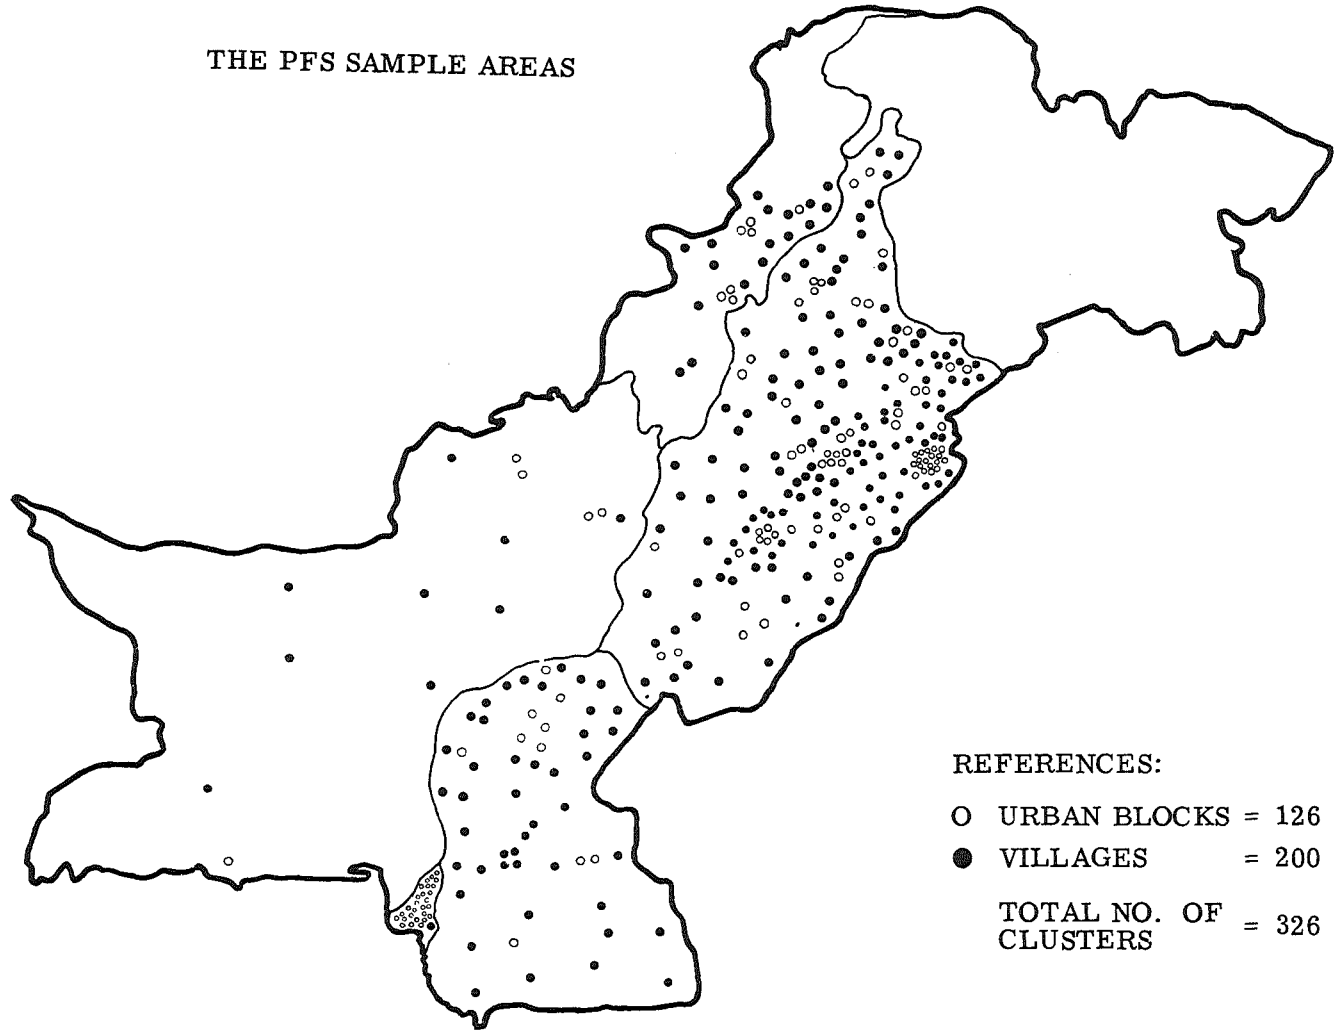 THE PFS SAMPLE AREAS
REFERENCES:
URBAN BLOCKS = 126
VILLAGES = 200
TOTAL NO. OF
CLUSTERS = 326